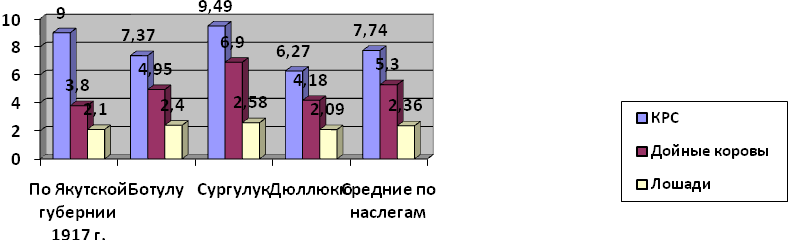 9,49
9
7,37
6,27
7,74
3,8
4,95
6,9
4,18
5,3
2,1
2,4
2,58
2,09
2,36
10
8
6
4
2
0
По Якутской
губернии
1917 г.
Ботулу
Сургулук
Средние по
наслегам
КРС
Дойные коровы
Лошади